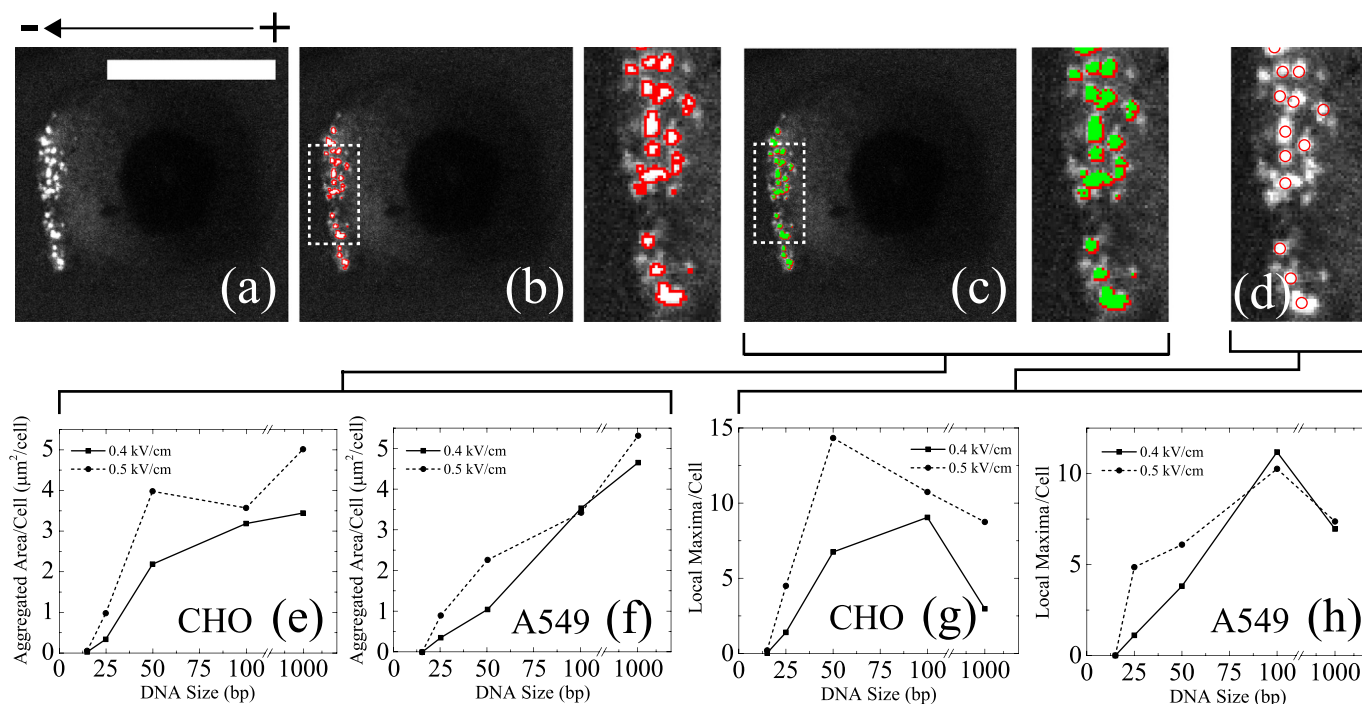 - +
(a)
(b)
(c)
(d)
Aggregated Area/Cell (μm²/cell)
5
4
3
2
1
0
0.4 kV/cm
0.5 kV/cm
CHO (e)
0 25 50 100 1000
DNA Size (bp)
Aggregated Area/Cell (μm²/cell)
5
4
3
2
1
0
0.4 kV/cm
0.5 kV/cm
A549 (f)
0 25 50 100 1000
DNA Size (bp)
Local Maxima/Cell
15
10
5
0
0.4 kV/cm
0.5 kV/cm
CHO (g)
0 25 50 100 1000
DNA Size (bp)
Local Maxima/Cell
10
5
0
0.4 kV/cm
0.5 kV/cm
A549 (h)
0 25 50 100 1000
DNA Size (bp)